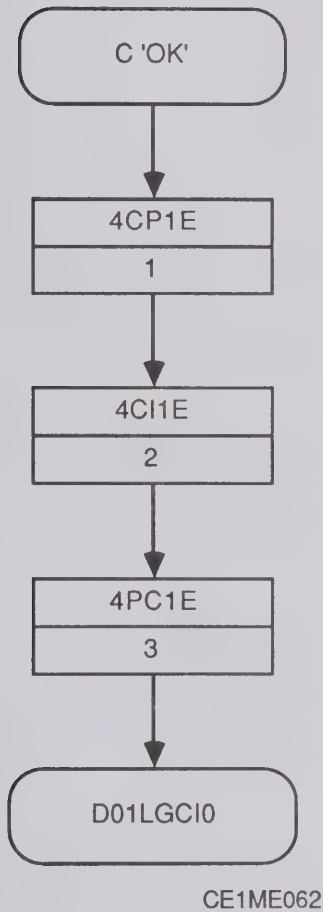 C 'OK'
4CP1E
1
4CI1E
2
4PC1E
3
D01LGCI0
CE1ME062